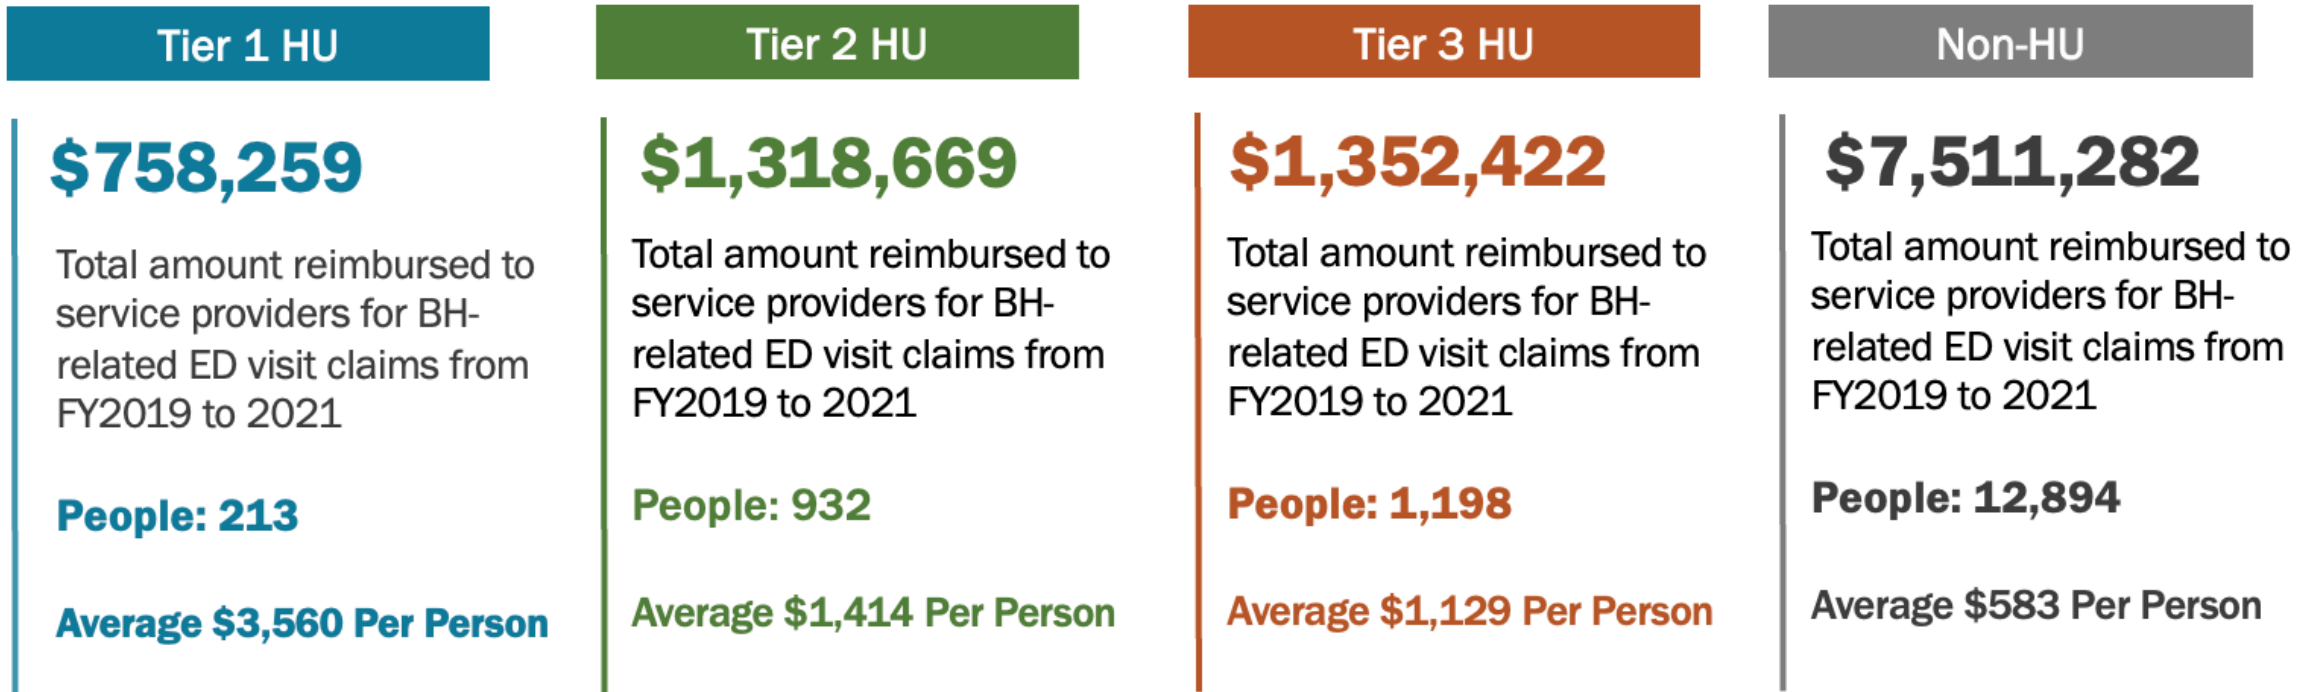 Tier 1 HU
$758,259
Total amount reimbursed to
service providers for BH-
related ED visit claims from
FY2019 to 2021
People: 213
Average $3,560 Per Person
Tier 2 HU
$1,318,669
Total amount reimbursed to
service providers for BH-
related ED visit claims from
FY2019 to 2021
People: 932
Average $1,414 Per Person
Tier 3 HU
$1,352,422
Total amount reimbursed to
service providers for BH-
related ED visit claims from
FY2019 to 2021
People: 1,198
Average $1,129 Per Person
Non-HU
$7,511,282
Total amount reimbursed to
service providers for BH-
related ED visit claims from
FY2019 to 2021
People: 12,894
Average $583 Per Person